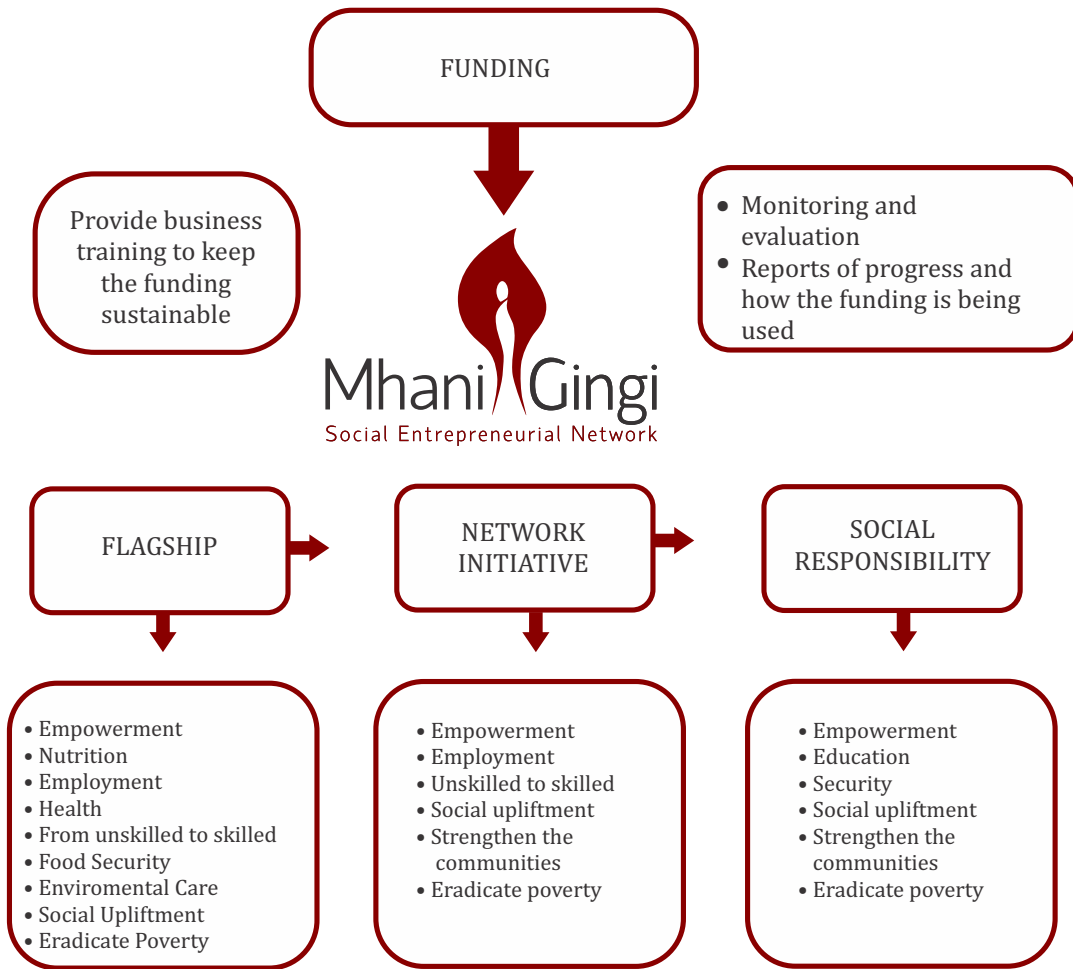 FUNDING
Provide business
training to keep
the funding
sustainable
• Monitoring and
evaluation
• Reports of progress and
how the funding is being
used
Mhani Gingi
Social Entrepreneurial Network
FLAGSHIP
NETWORK
INITIATIVE
SOCIAL
RESPONSIBILITY
• Empowerment
• Nutrition
• Employment
• Health
• From unskilled to skilled
• Food Security
• Enviromental Care
• Social Upliftment
• Eradicate Poverty
• Empowerment
• Employment
• Unskilled to skilled
• Social upliftment
• Strengthen the
communities
• Eradicate poverty
• Empowerment
• Education
• Security
• Social upliftment
• Strengthen the
communities
• Eradicate poverty